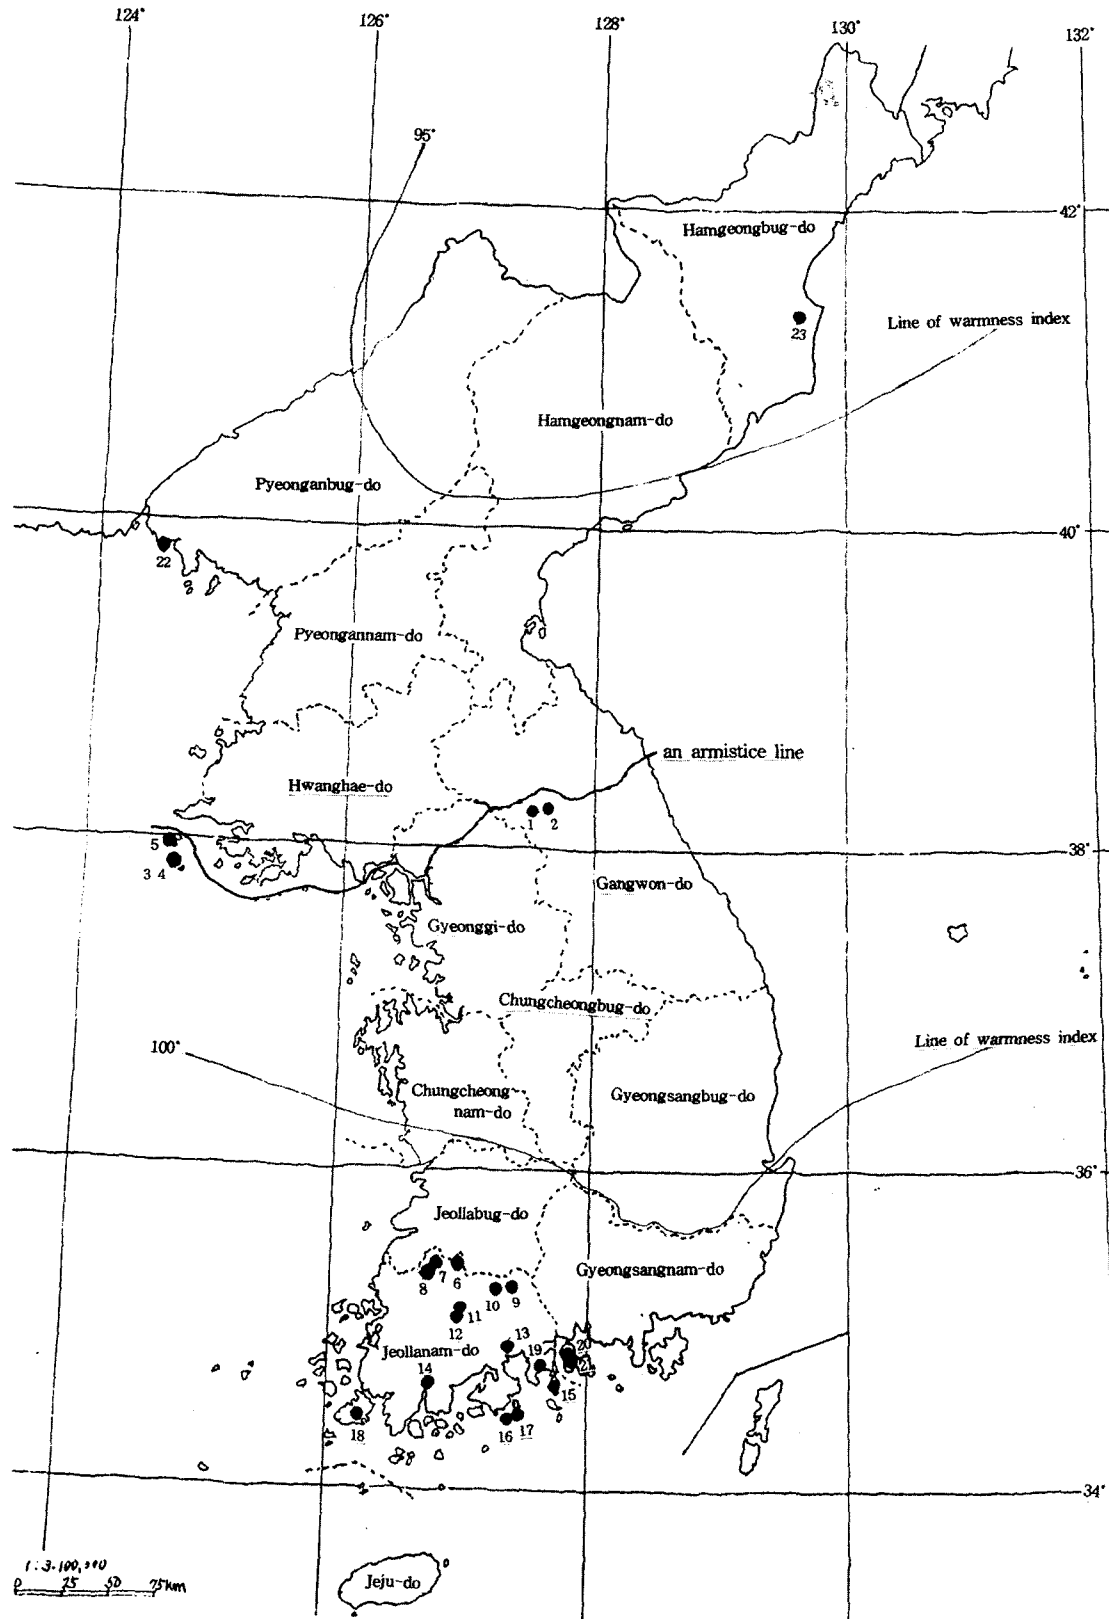 124°
126°
128°
130°
132°
95°
42°
Hamgeongbug-do
23
Line of warmness index
Hamgeongnam-do
Pyeonganbug-do
40°
22
Pyeongannam-do
an armistice line
Hwanghae-do
1 2
5
3 4
38°
Gangwon-do
Gyeonggi-do
Chungcheongbug-do
Line of warmness index
100°
Chungcheong
nam-do
Gyeongsangbug-do
36°
Jeollabug-do
Gyeongsangnam-do
8 7 6
10 9
11
12
13
Jeollanam-do
19
20
21
14
15
18
16 17
34°
1:3,100,000
0 25 50 75km
Jeju-do